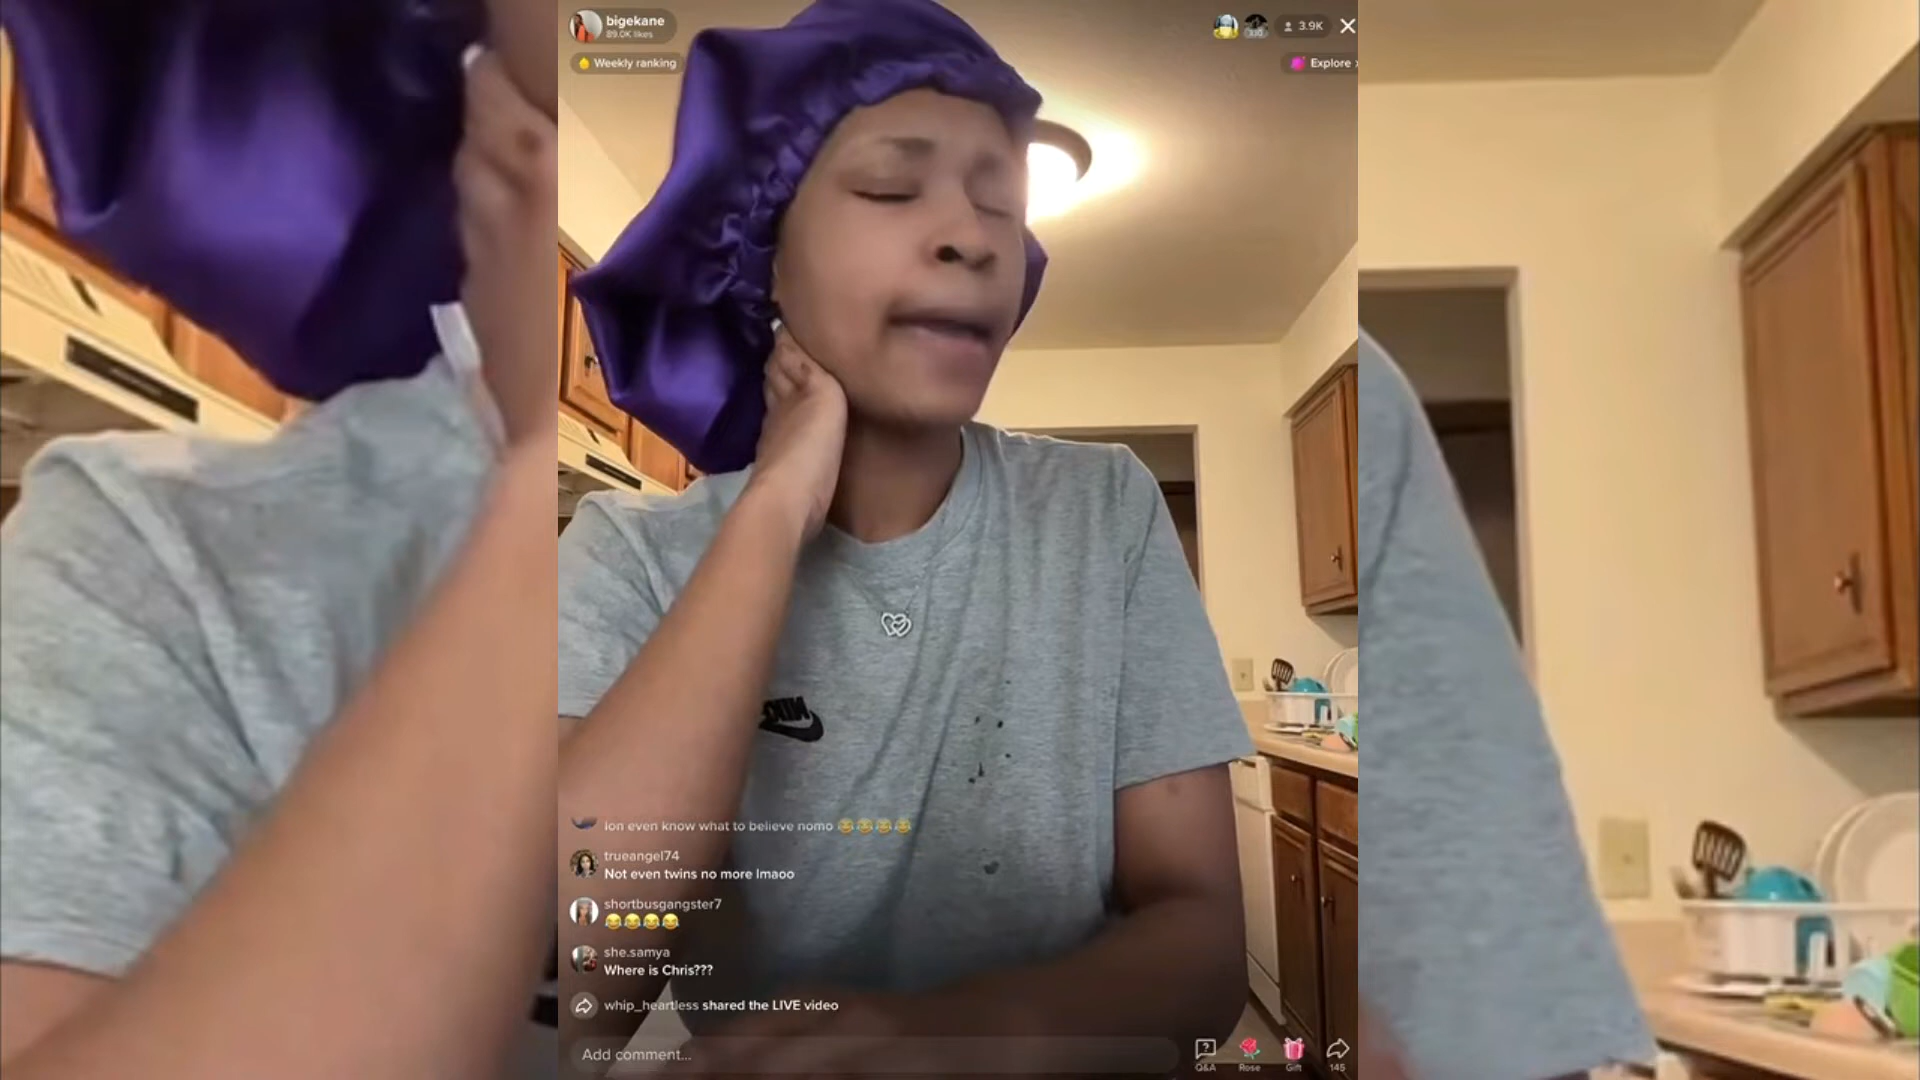 bigekane
89.0K likes
3.9K
Weekly ranking
Explore
Ion even know what to believe nomo 😂😂😂😂
trueangel74
Not even twins no more lmaoo
shortbusgangster7
😂😂😂😂
she.samya
Where is Chris???
whip_heartless shared the LIVE video
Add comment...
Q&A
Rose
Gift
145